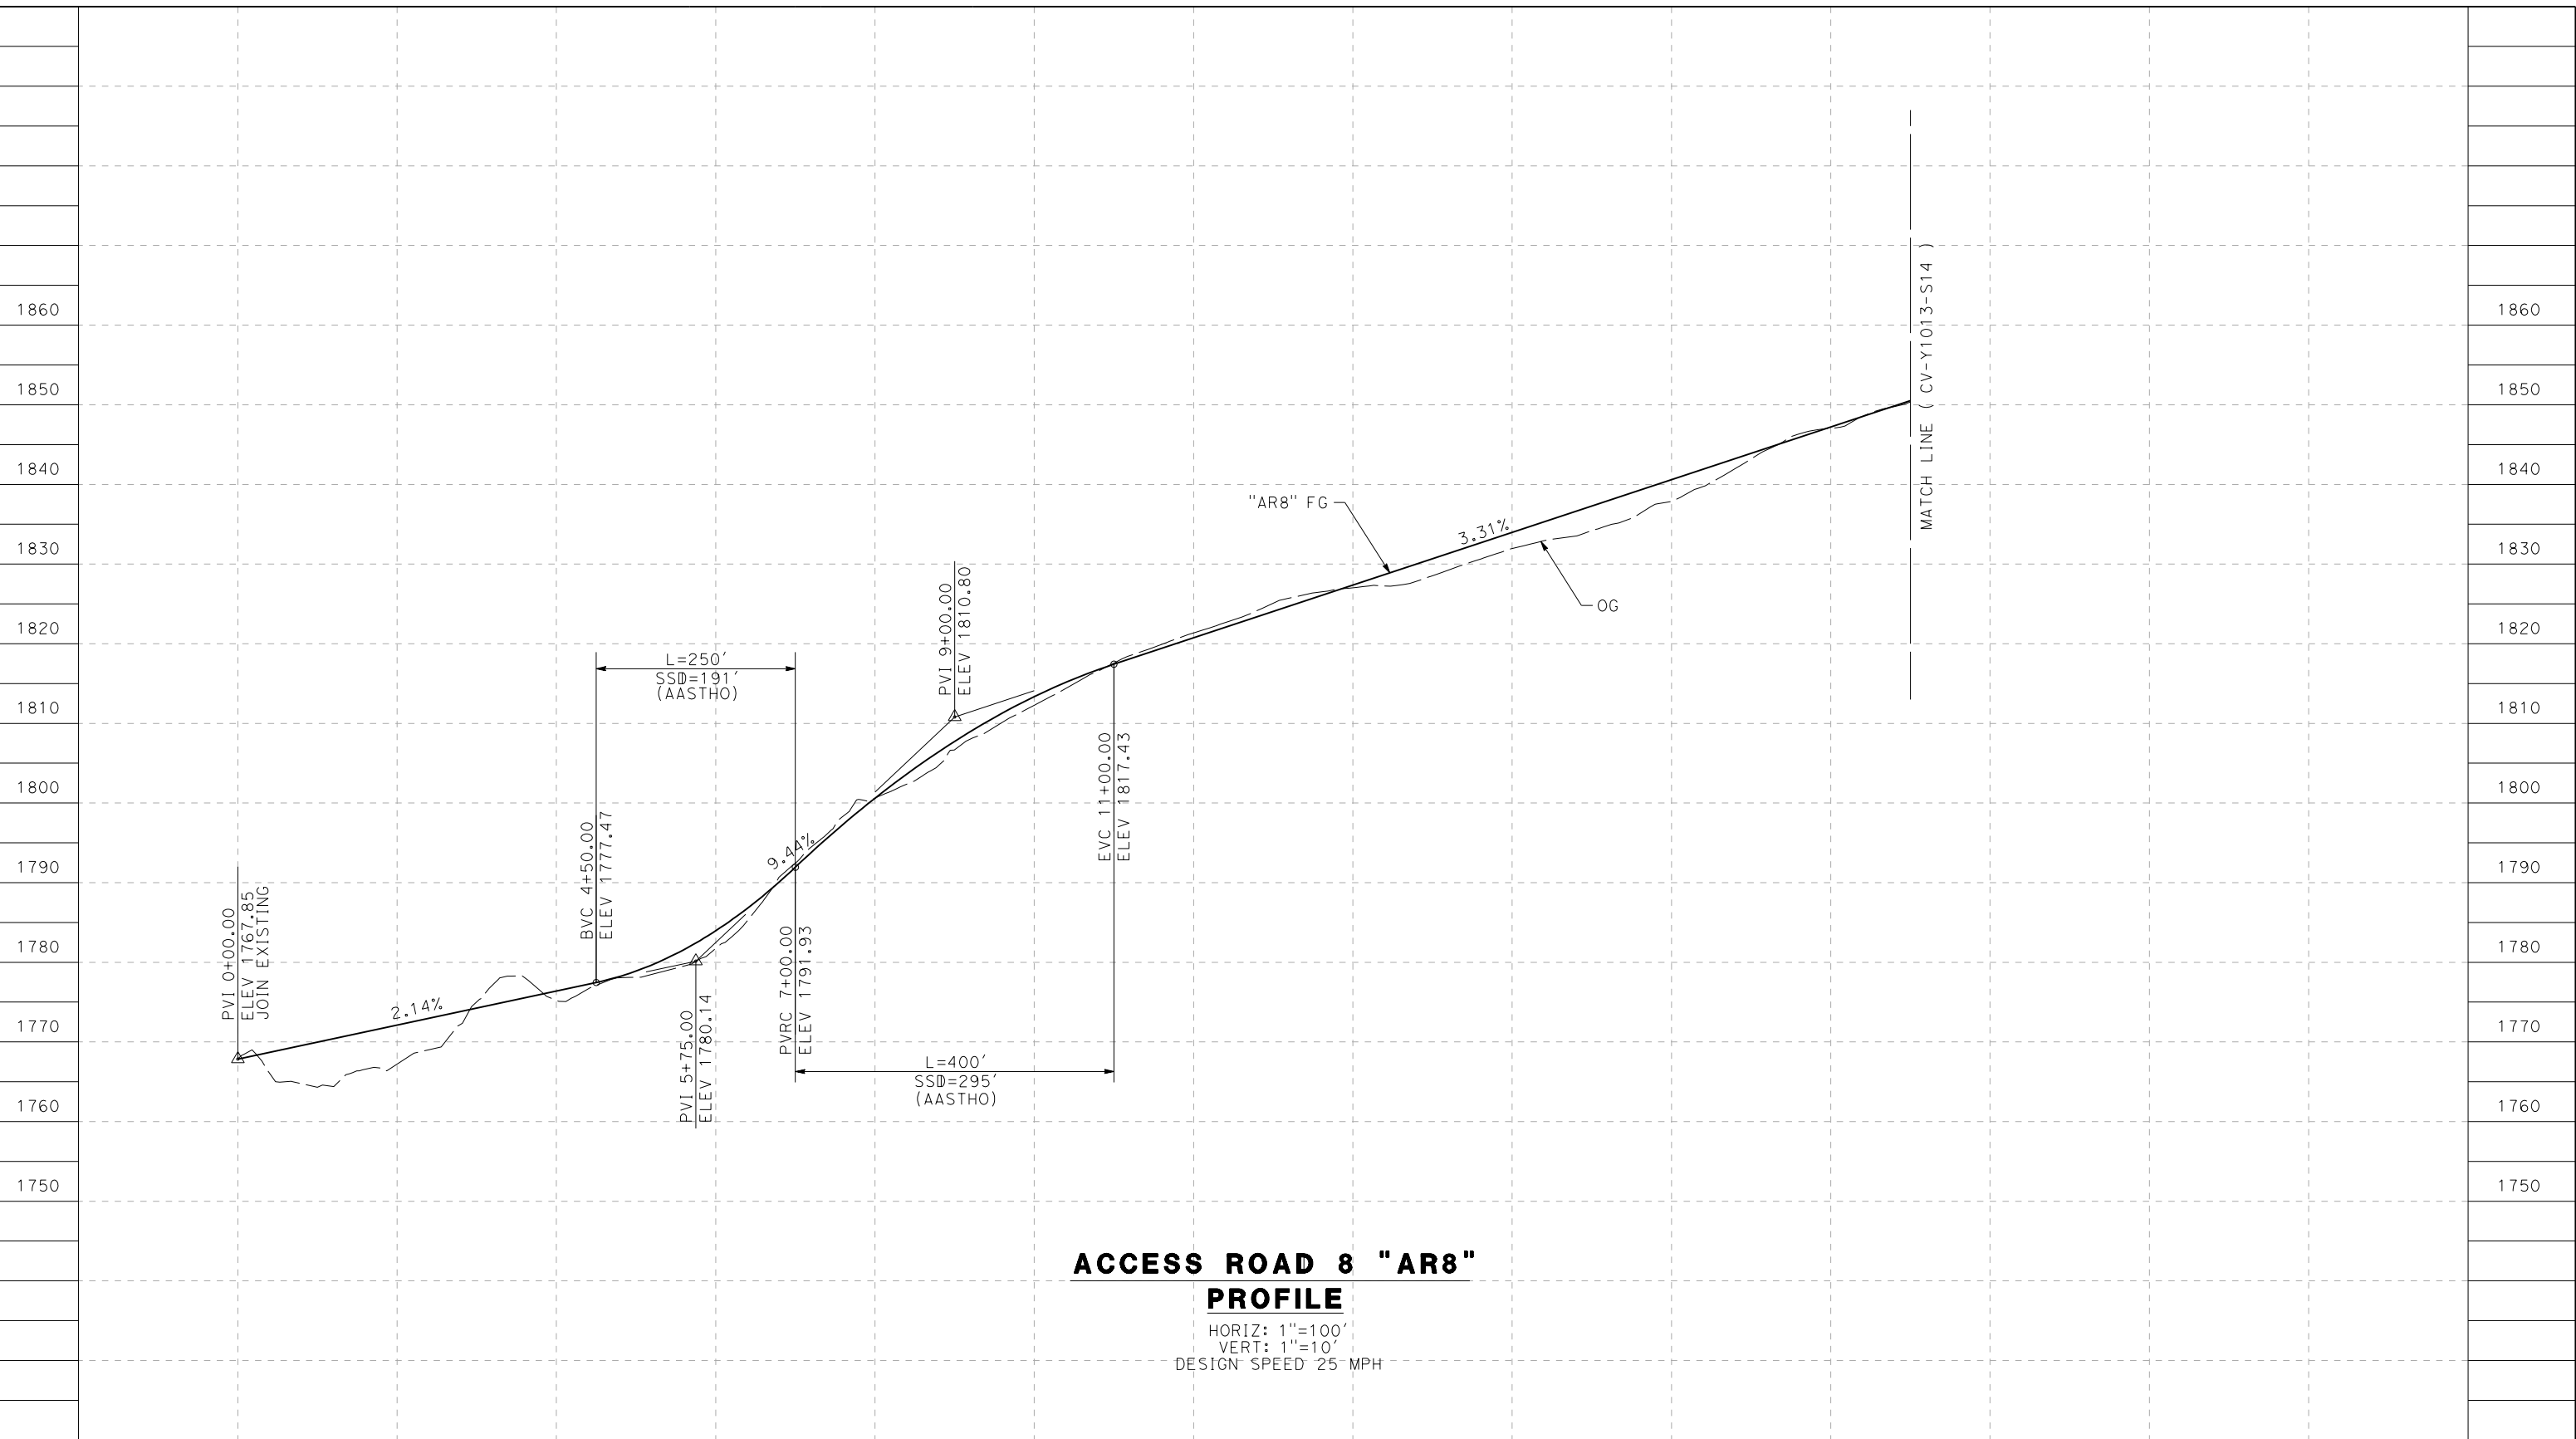 1860
1850
1840
1830
1820
1810
1800
1790
1780
1770
1760
1750
PVI 0+00.00
ELEV 1767.85
JOIN EXISTING
2.14%
BVC 4+50.00
ELEV 1777.47
L=250'
SSD=191'
(AASTHO)
PVI 5+75.00
ELEV 1780.14
9.44%
PVRC 7+00.00
ELEV 1791.93
PVI 9+00.00
ELEV 1810.80
L=400'
SSD=295'
(AASTHO)
EVC 11+00.00
ELEV 1817.43
"AR8" FG
3.31%
OG
MATCH LINE ( CV-Y1013-S14 )
1860
1850
1840
1830
1820
1810
1800
1790
1780
1770
1760
1750
ACCESS ROAD 8 "AR8"
PROFILE
HORIZ: 1"=100'
VERT: 1"=10'
DESIGN SPEED 25 MPH